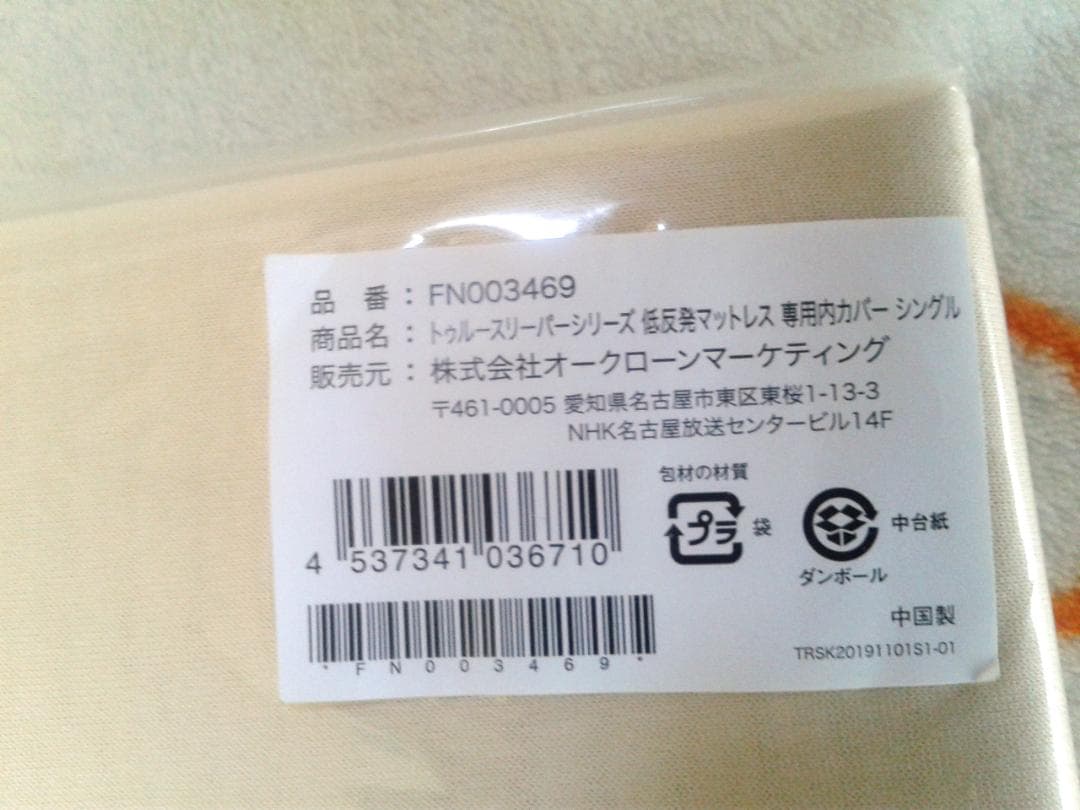 品 番：FN003469
商品名：トゥルースリーパーシリーズ 低反発マットレス 専用内カバー シングル
販売元：株式会社オークローンマーケティング
〒461-0005 愛知県名古屋市東区東桜1-13-3
NHK名古屋放送センタービル14F
包材の材質
プラ 袋
中台紙
ダンボール
4 537341 036710
中国製
*FN003469*
TRSK20191101S1-01